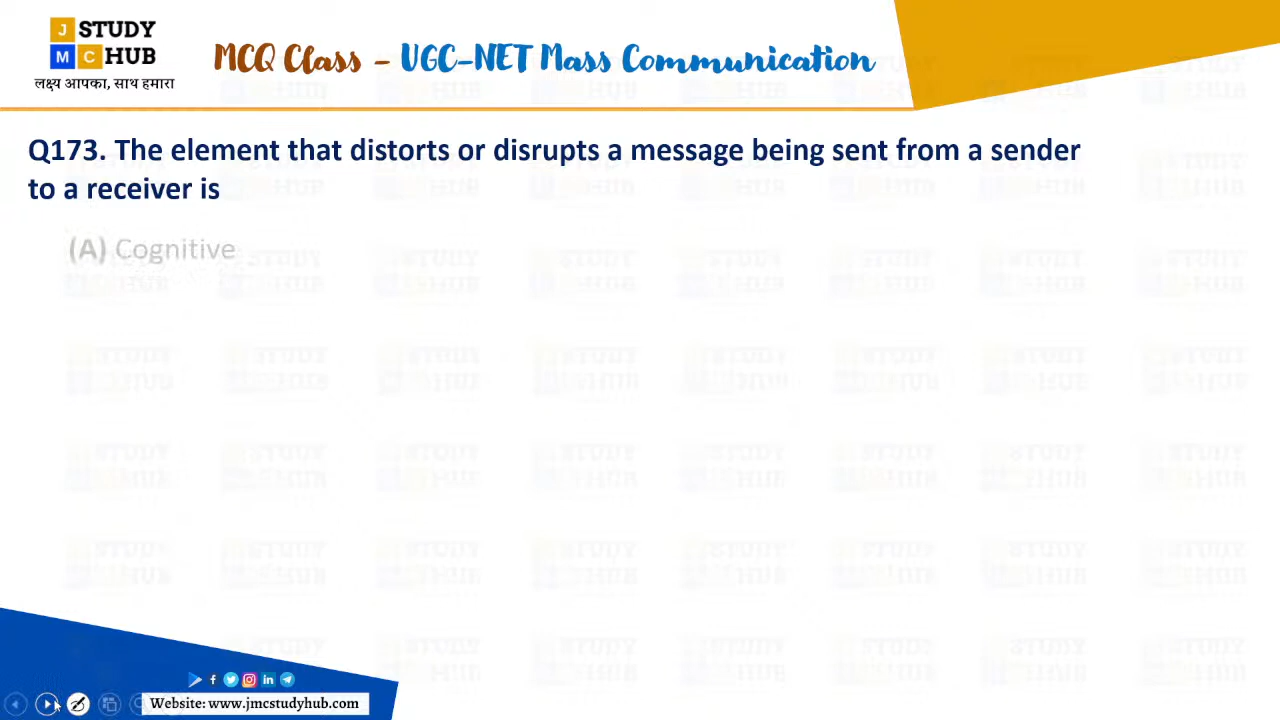 J STUDY
M C HUB
लक्ष्य आपका, साथ हमारा
MCQ Class - UGC-NET Mass Communication
Q173. The element that distorts or disrupts a message being sent from a sender
to a receiver is
(A) Cognitive
Website: www.jmcstudyhub.com